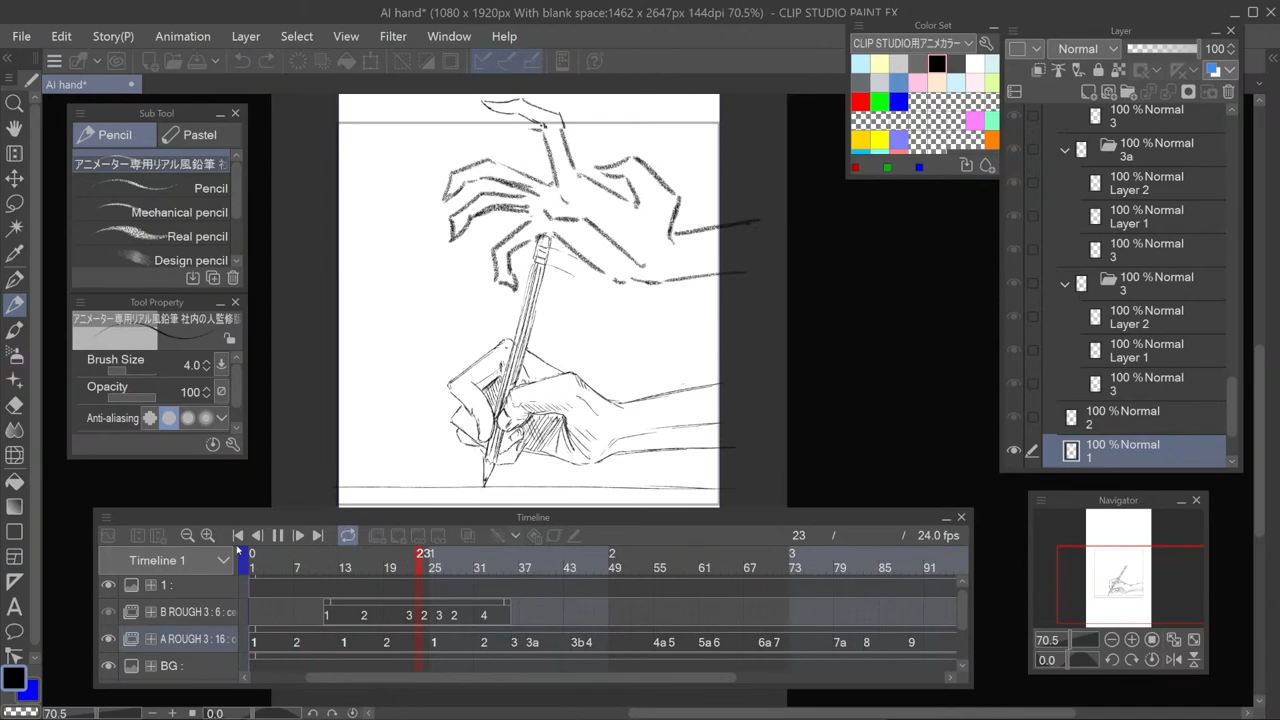 AI hand* (1080 x 1920px With blank space:1462 x 2647px 144dpi 70.5%) - CLIP STUDIO PAINT EX
File Edit Story(P) Animation Layer Select View Filter Window Help
AI hand*
Sub Tool
Pencil Pastel
アニメーター専用リアル風鉛筆 ネ
Pencil
Mechanical pencil
Real pencil
Design pencil
Tool Property
アニメーター専用リアル風鉛筆 社内の人監修版
Brush Size 4.0
Opacity 100
Anti-aliasing
Color Set
CLIP STUDIO用アニメカラー
Layer
Normal 100
100 %Normal
3
100 %Normal
3a
100 %Normal
Layer 2
100 %Normal
Layer 1
100 %Normal
3
100 %Normal
3
100 %Normal
Layer 2
100 %Normal
Layer 1
100 %Normal
3
100 %Normal
2
100 %Normal
1
Navigator
70.5
0.0
Timeline
23 / / 24.0 fps
Timeline 1
0 23 1 2 3
1 7 13 19 25 31 37 43 49 55 61 67 73 79 85 91
1 :
B ROUGH 3 : 6 : ce 1 2 3 2 3 2 4
A ROUGH 3 : 16 : c 1 2 1 2 1 2 3 3a 3b 4 4a 5 5a 6 6a 7 7a 8 9
BG :
70.5 0.0